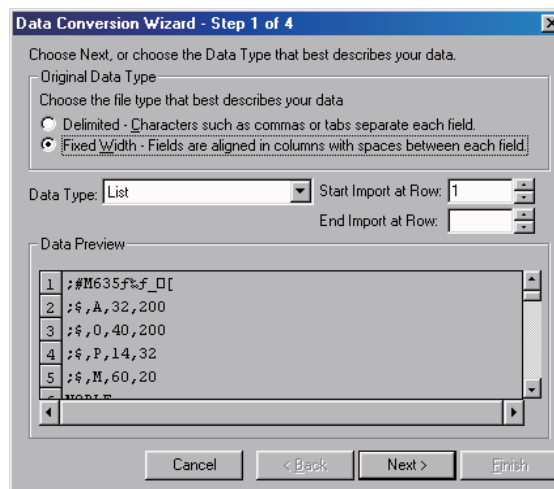 Data Conversion Wizard - Step 1 of 4
Choose Next, or choose the Data Type that best describes your data.
Original Data Type
Choose the file type that best describes your data
Delimited - Characters such as commas or tabs separate each field.
Fixed Width - Fields are aligned in columns with spaces between each field.
Data Type: List Start Import at Row: 1
End Import at Row:
Data Preview
1 ;#M635ƒ‰ƒ_□[
2 ;$,A,32,200
3 ;$,0,40,200
4 ;$,P,14,32
5 ;$,M,60,20
Cancel < Back Next > Finish